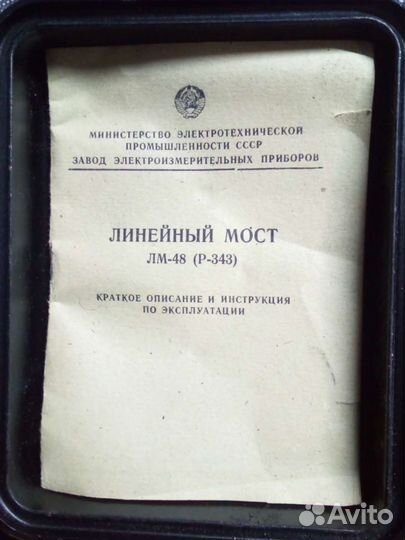 МИНИСТЕРСТВО ЭЛЕКТРОТЕХНИЧЕСКОЙ
ПРОМЫШЛЕННОСТИ СССР
ЗАВОД ЭЛЕКТРОИЗМЕРИТЕЛЬНЫХ ПРИБОРОВ
ЛИНЕЙНЫЙ МОСТ
ЛМ-48 (Р-343)
КРАТКОЕ ОПИСАНИЕ И ИНСТРУКЦИЯ
ПО ЭКСПЛУАТАЦИИ
Avito